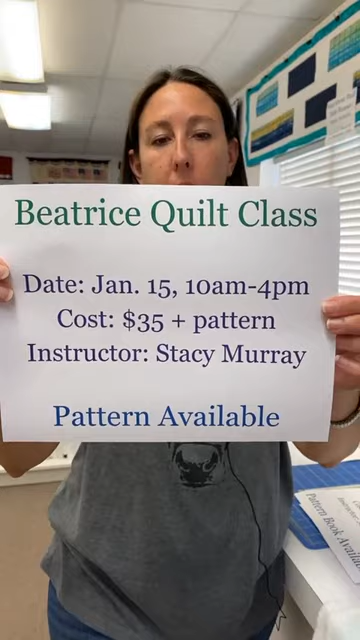 Beatrice Quilt Class
Date: Jan. 15, 10am-4pm
Cost: $35 + pattern
Instructor: Stacy Murray
Pattern Available
Pattern Book Availa